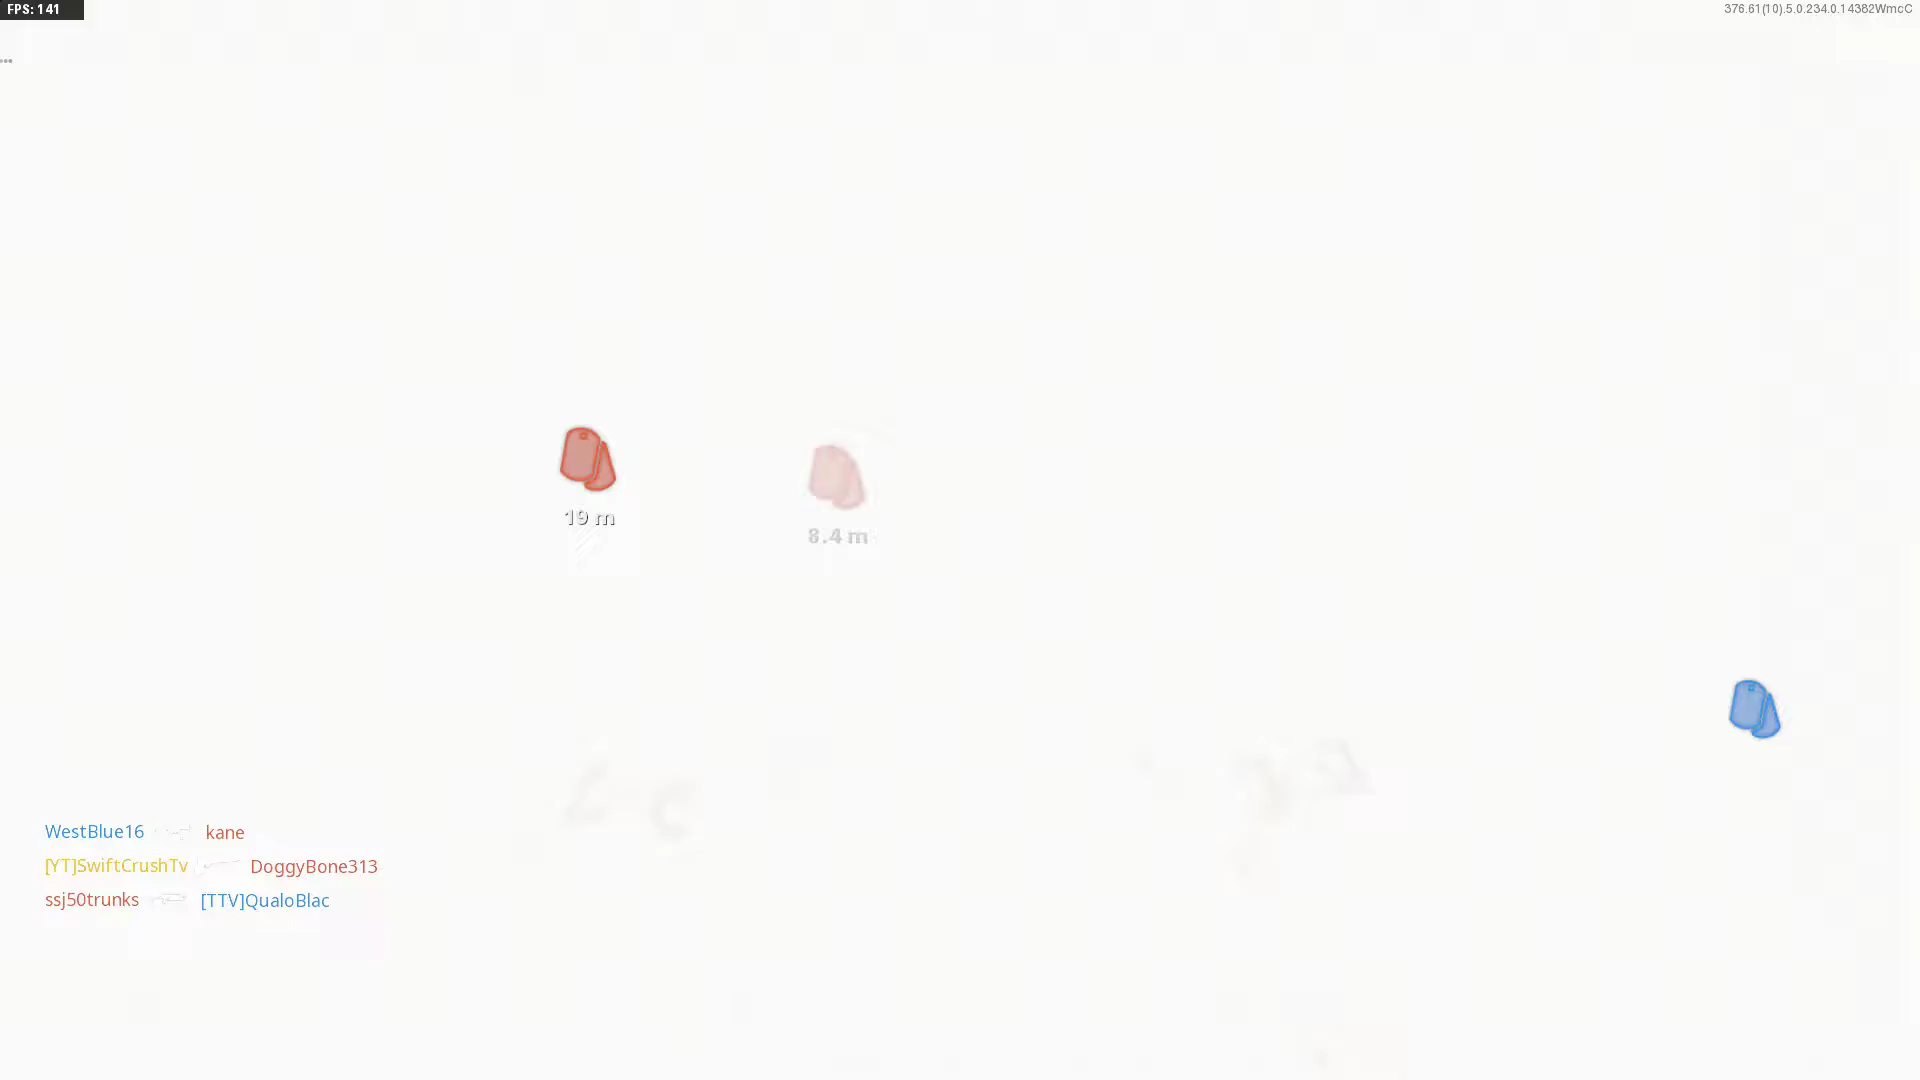 FPS: 141
376.61(10).5.0.234.0.14382WmcC
...
19 m
8.4 m
WestBlue16 kane
[YT]SwiftCrushTv DoggyBone313
ssj50trunks [TTV]QualoBlac